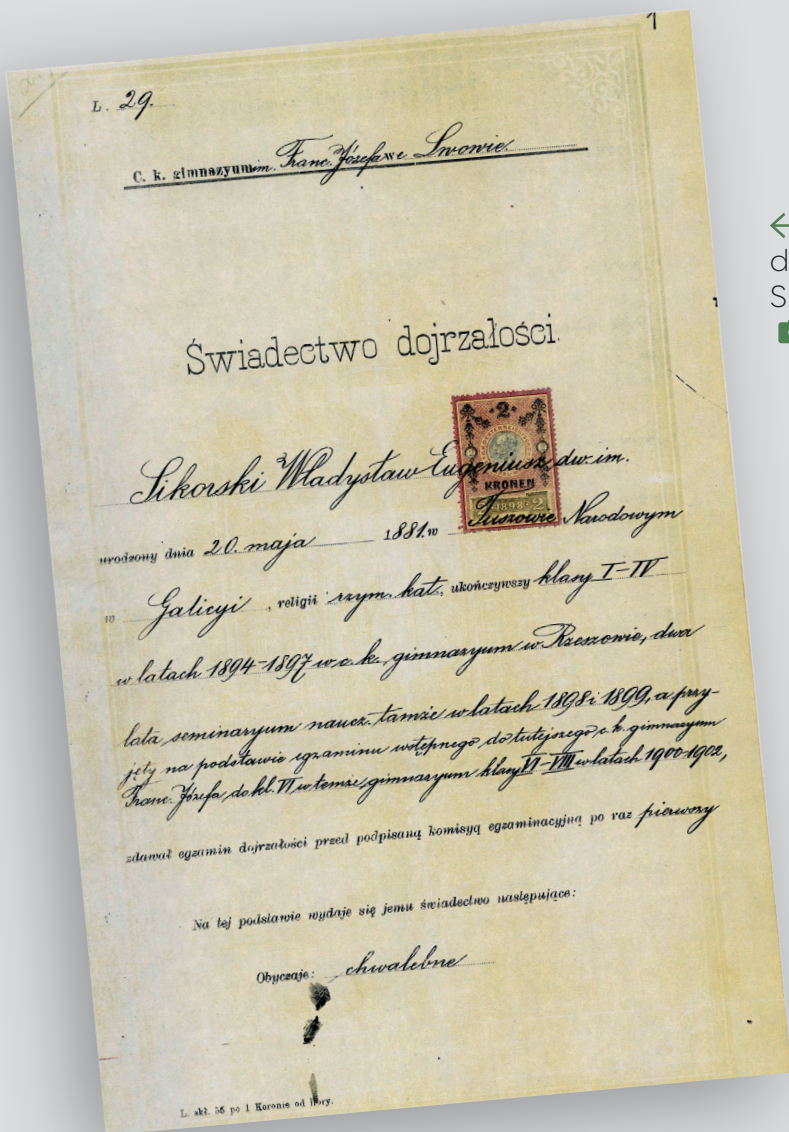 1
L. 29.
C. k. gimnazyum im. Franc. Józefa we Lwowie.
Świadectwo dojrzałości.
2
KRONEN
1898 2
Sikorski Władysław Eugeniusz, dw. im.
urodzony dnia 20. maja 1881. w Tuszowie Narodowym
w Galicyi, religii rzym. kat., ukończywszy klasy I-IV
w latach 1894-1897 w c. k. gimnazyum w Rzeszowie, dwa
lata seminaryum naucz. tamże w latach 1898 i 1899, a przy-
jęty na podstawie egzaminu wstępnego do tutejszego c. k. gimnazyum
Franc. Józefa, do kl. VI w temże gimnazyum klasy VI-VIII w latach 1900-1902,
zdawał egzamin dojrzałości przed podpisaną komisyą egzaminacyjną po raz pierwszy
Na tej podstawie wydaje się jemu świadectwo następujące:
Obyczaje: chwalebne
L. skł. 56 po 1 Koronie od
←
d
S